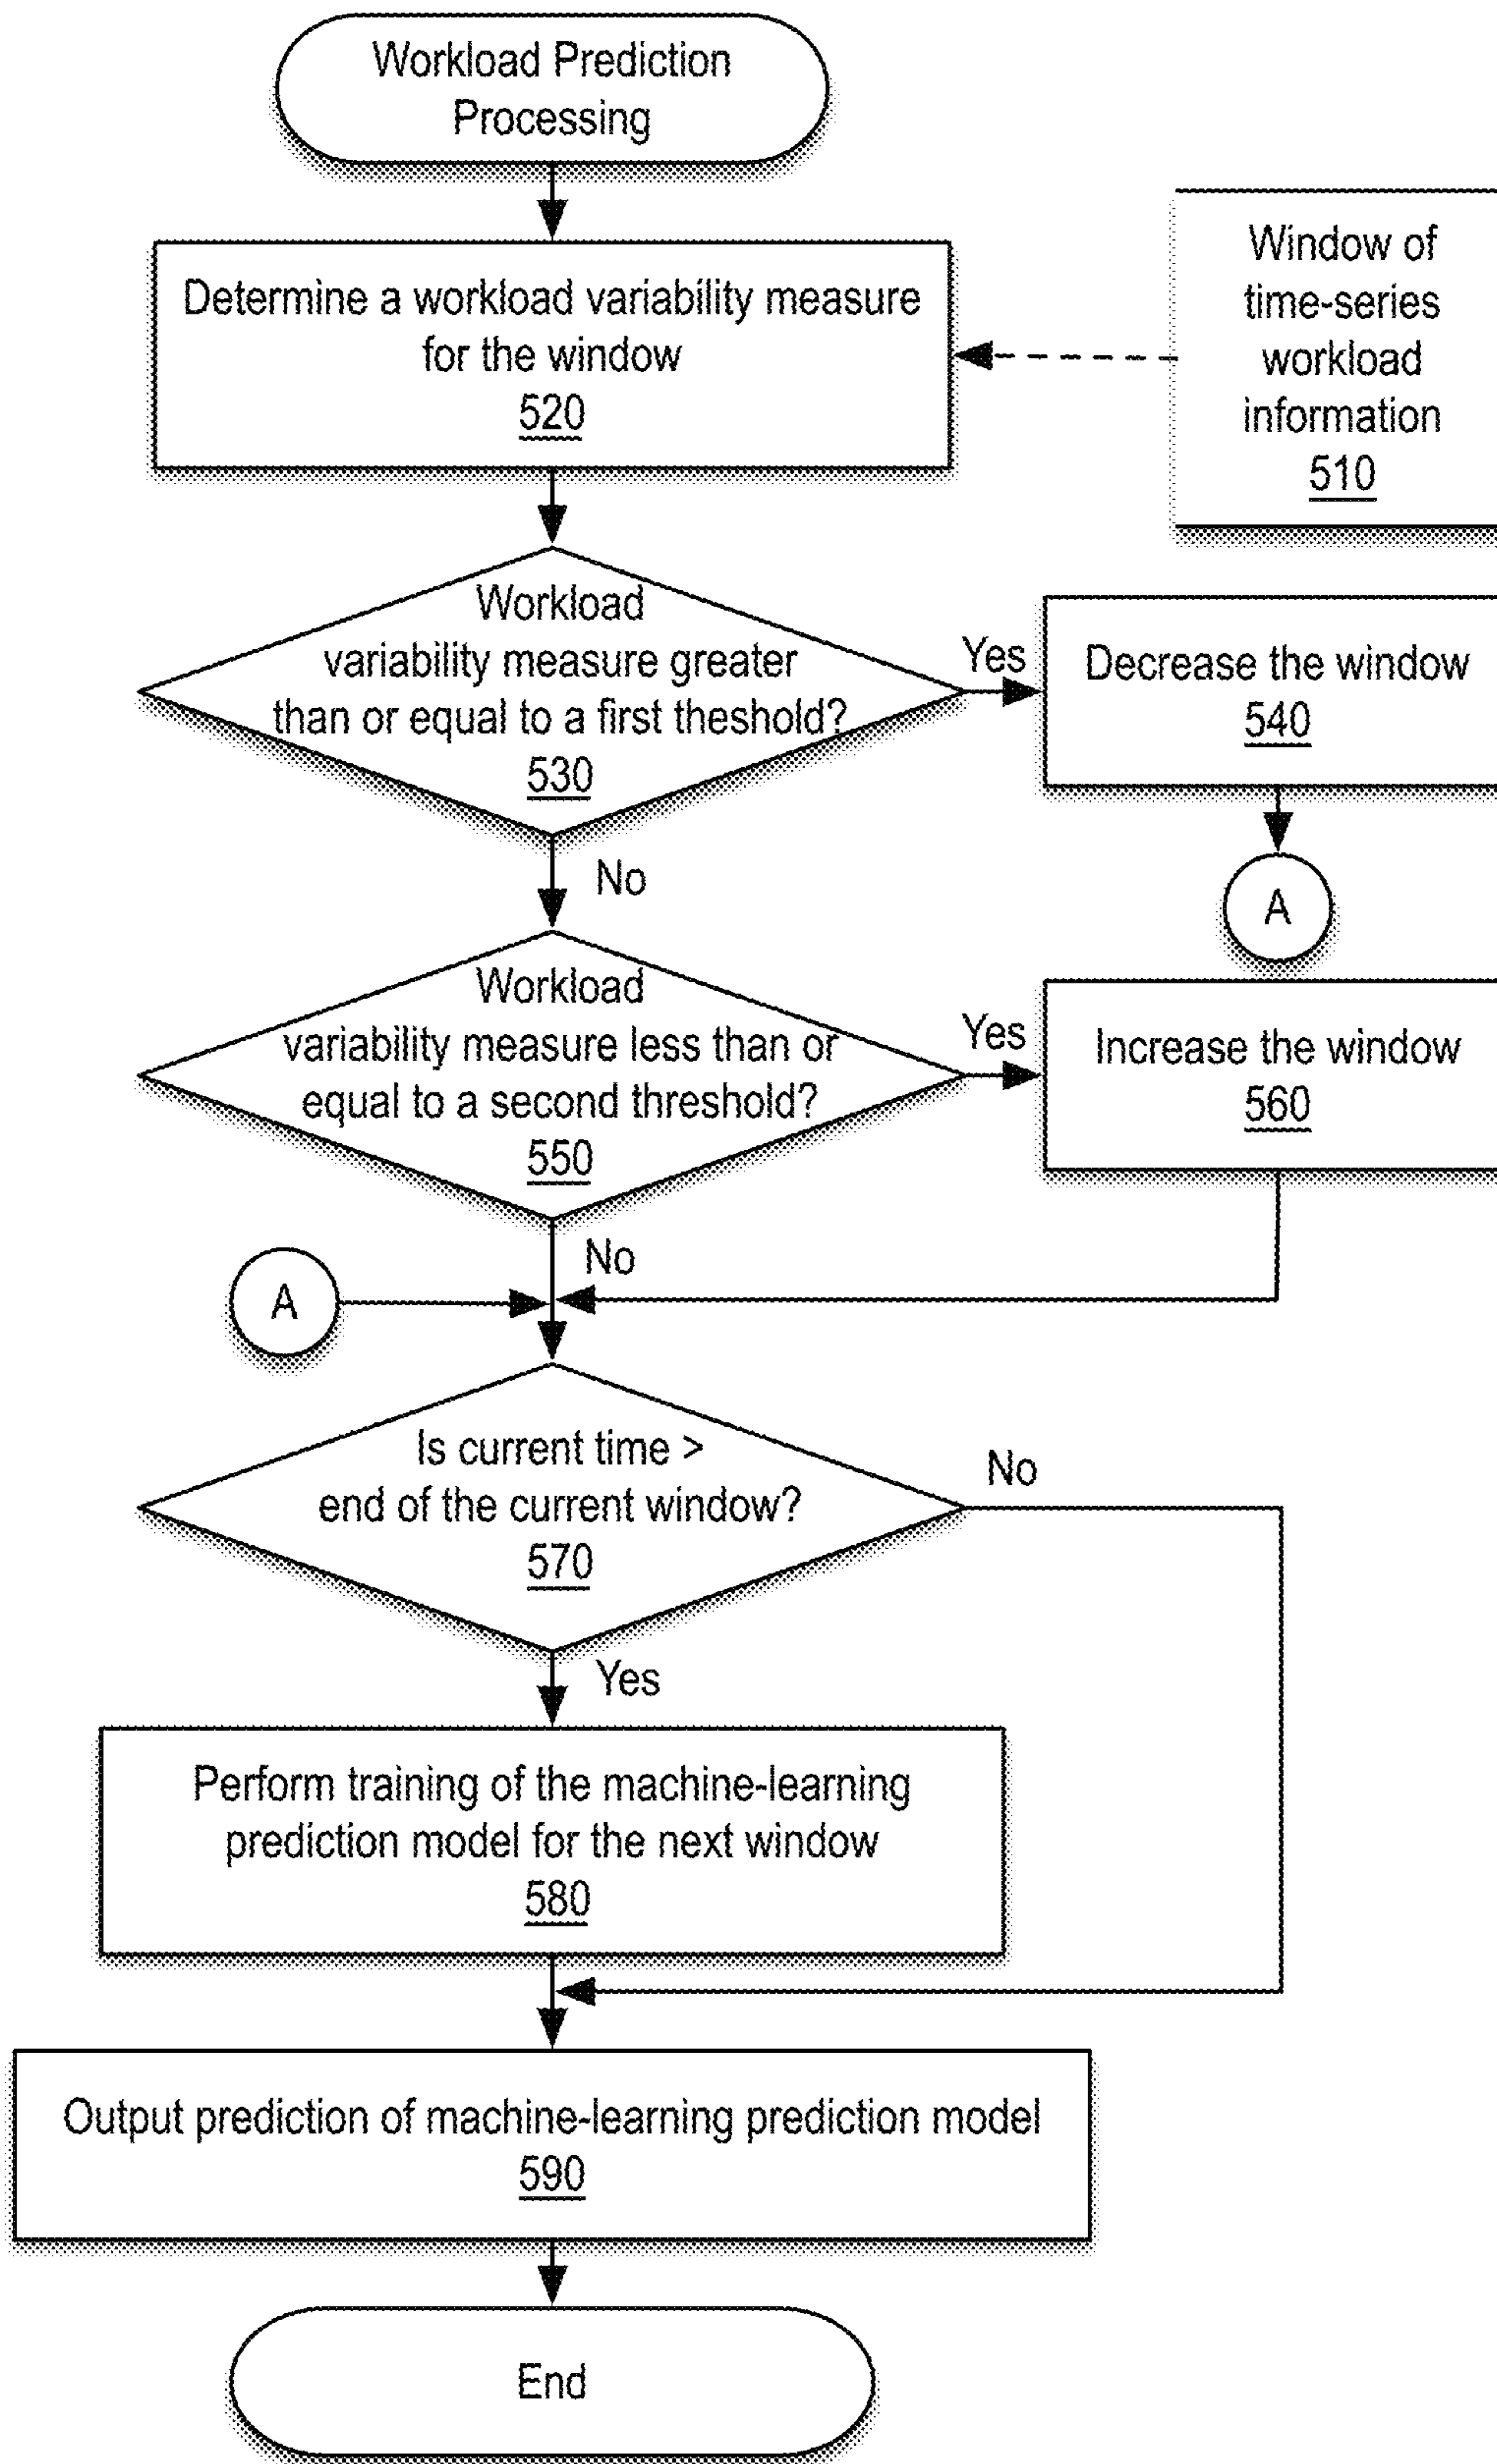 Workload Prediction
Processing
Determine a workload variability measure
for the window
520
Window of
time-series
workload
information
510
Workload
variability measure greater
than or equal to a first theshold?
530
Yes
Decrease the window
540
No
A
Workload
variability measure less than or
equal to a second threshold?
550
Yes
Increase the window
560
No
A
Is current time >
end of the current window?
570
No
Yes
Perform training of the machine-learning
prediction model for the next window
580
Output prediction of machine-learning prediction model
590
End